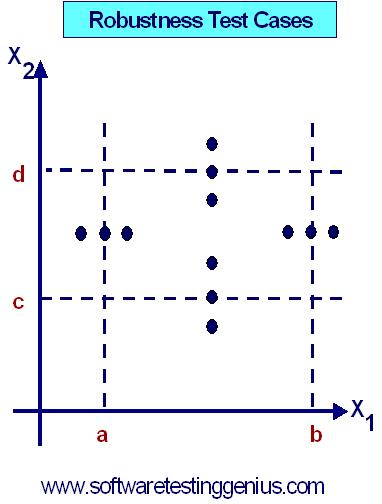 Robustness Test Cases
X2
d
c
X1
a b
www.softwaretestinggenius.com